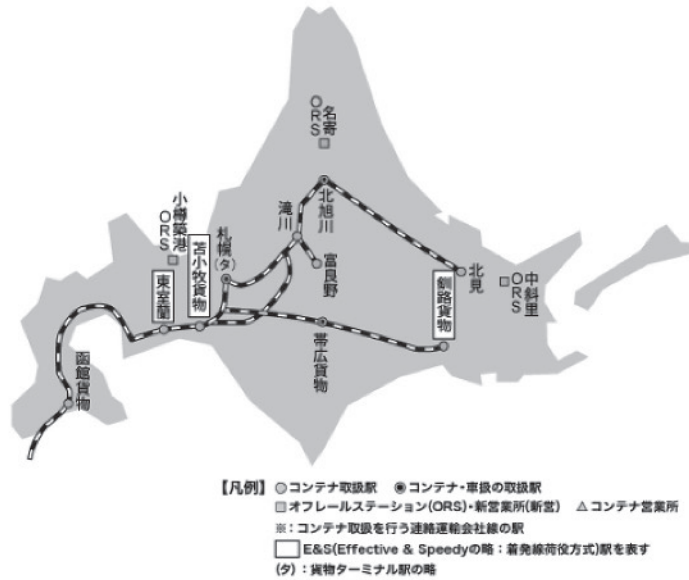 名寄
ORS
小樽築港
ORS
札幌
(タ)
滝川
北旭川
富良野
苫小牧貨物
東室蘭
函館貨物
帯広貨物
釧路貨物
北見
中斜里
ORS
【凡例】 コンテナ取扱駅 コンテナ・車扱の取扱駅
オフレールステーション(ORS)・新営業所(新営) △コンテナ営業所
※：コンテナ取扱を行う連絡運輸会社線の駅
E&S(Effective & Speedyの略：着発線荷役方式)駅を表す
(タ)：貨物ターミナル駅の略